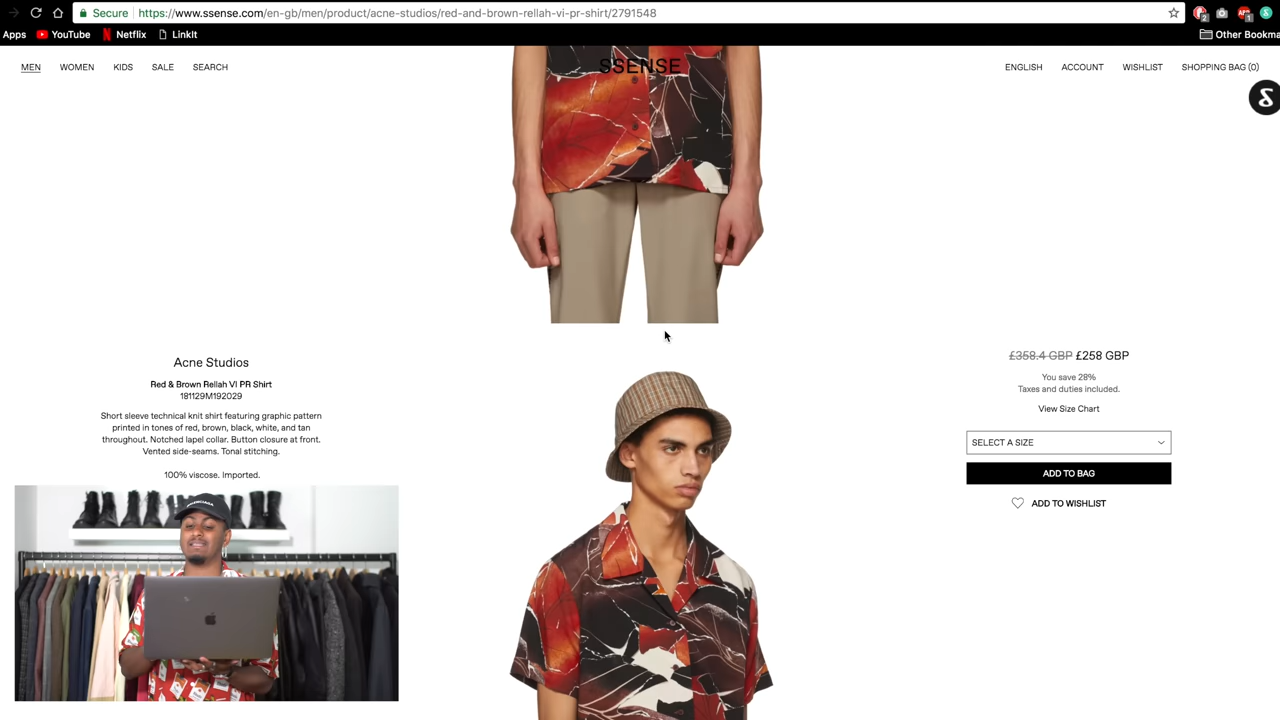 Secure
https://www.ssense.com/en-gb/men/product/acne-studios/red-and-brown-rellah-vi-pr-shirt/2791548
Apps YouTube Netflix LinkIt Other Bookma
MEN WOMEN KIDS SALE SEARCH SSENSE ENGLISH ACCOUNT WISHLIST SHOPPING BAG (0)
Acne Studios
Red & Brown Rellah VI PR Shirt
181129M192029
Short sleeve technical knit shirt featuring graphic pattern
printed in tones of red, brown, black, white, and tan
throughout. Notched lapel collar. Button closure at front.
Vented side-seams. Tonal stitching.
100% viscose. Imported.
£358.4 GBP £258 GBP
You save 28%
Taxes and duties included.
View Size Chart
SELECT A SIZE
ADD TO BAG
ADD TO WISHLIST
BALENCIAGA